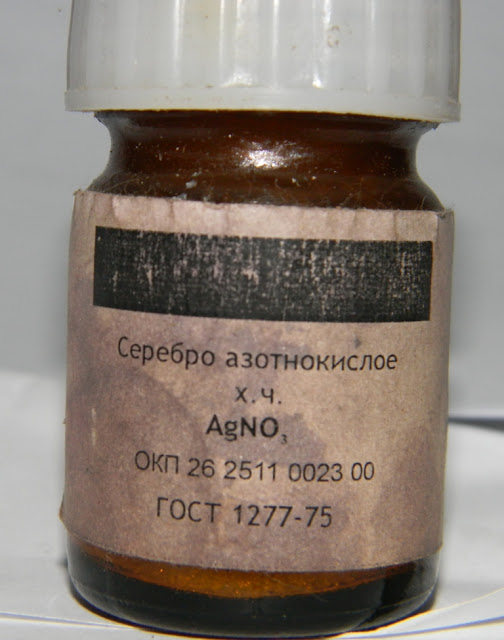 Серебро азотнокислое
х.ч.
AgNO₃
ОКП 26 2511 0023 00
ГОСТ 1277-75